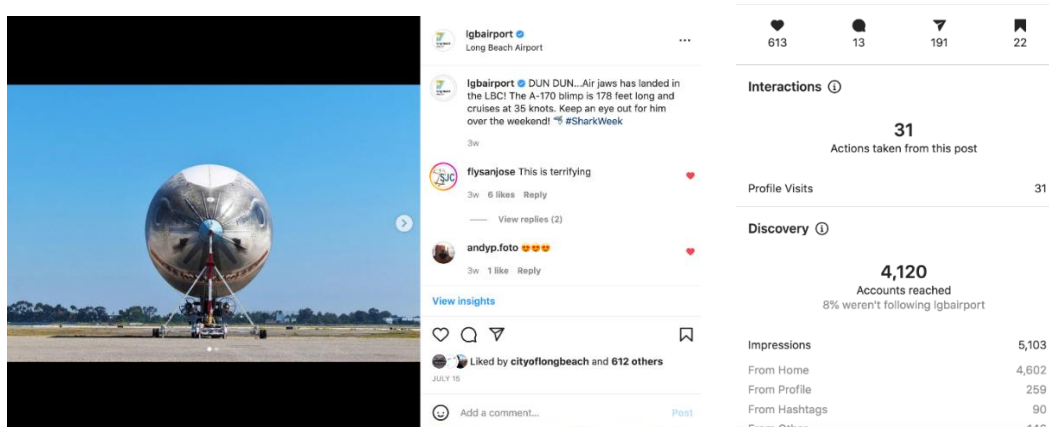 lgbairport
Long Beach Airport
lgbairport DUN DUN...Air jaws has landed in
the LBC! The A-170 blimp is 178 feet long and
cruises at 35 knots. Keep an eye out for him
over the weekend! #SharkWeek
3w
SJC
flysanjose This is terrifying
3w 6 likes Reply
View replies (2)
andyp.foto
3w 1 like Reply
View insights
Liked by cityoflongbeach and 612 others
JULY 15
Add a comment...
Post
613
13
191
22
Interactions
31
Actions taken from this post
Profile Visits
31
Discovery
4,120
Accounts reached
8% weren't following lgbairport
Impressions
5,103
From Home
4,602
From Profile
259
From Hashtags
90
From Other